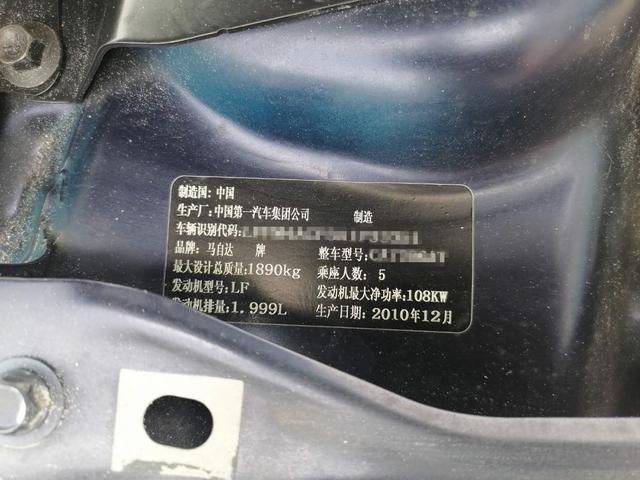 制造国: 中国
生产厂: 中国第一汽车集团公司 制造
车辆识别代码:
品牌: 马自达 牌 整车型号:
最大设计总质量:1890kg 乘座人数: 5
发动机型号: LF 发动机最大净功率:108KW
发动机排量:1.999L 生产日期: 2010年12月